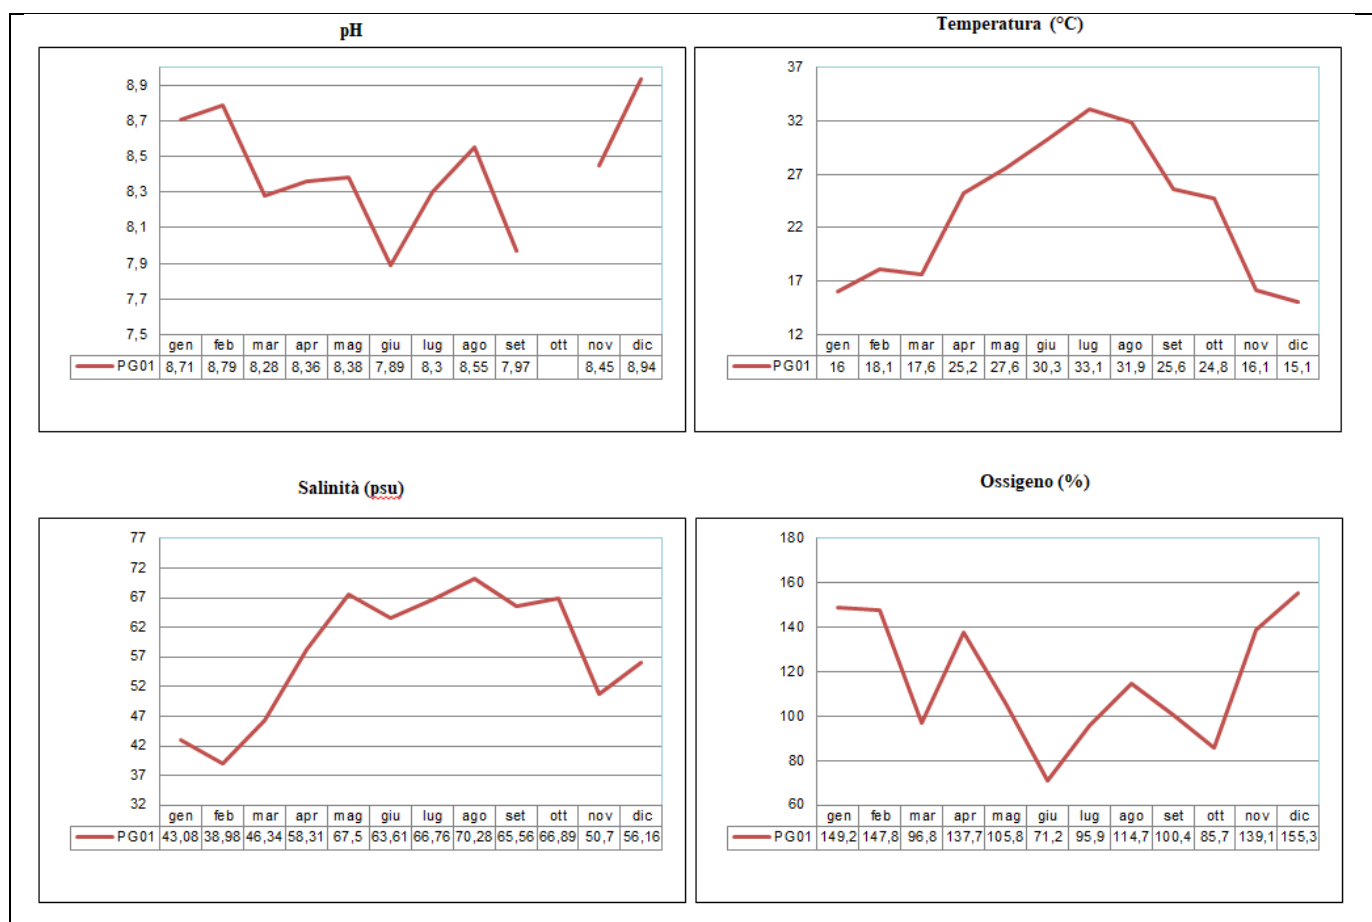 pH
8,9
8,7
8,5
8,3
8,1
7,9
7,7
7,5
gen feb mar apr mag giu lug ago set ott nov dic
PG01 8,71 8,79 8,28 8,36 8,38 7,89 8,3 8,55 7,97 8,45 8,94
Temperatura (°C)
37
32
27
22
17
12
gen feb mar apr mag giu lug ago set ott nov dic
PG01 16 18,1 17,6 25,2 27,6 30,3 33,1 31,9 25,6 24,8 16,1 15,1
Salinità (psu)
77
72
67
62
57
52
47
42
37
32
gen feb mar apr mag giu lug ago set ott nov dic
PG01 43,08 38,98 46,34 58,31 67,5 63,61 66,76 70,28 65,56 66,89 50,7 56,16
Ossigeno (%)
180
160
140
120
100
80
60
gen feb mar apr mag giu lug ago set ott nov dic
PG01 149,2 147,8 96,8 137,7 105,8 71,2 95,9 114,7 100,4 85,7 139,1 155,3